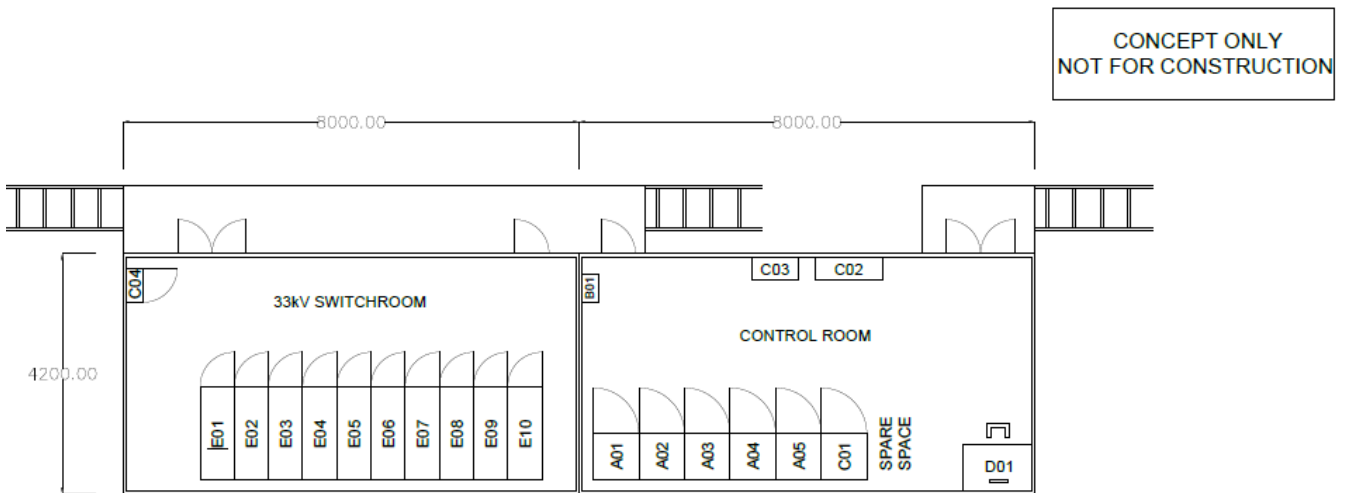 CONCEPT ONLY
NOT FOR CONSTRUCTION
8000.00
8000.00
C04
33kV SWITCHROOM
B01
C03
C02
CONTROL ROOM
4200.00
E01
E02
E03
E04
E05
E06
E07
E08
E09
E10
A01
A02
A03
A04
A05
C01
SPARE
SPACE
D01